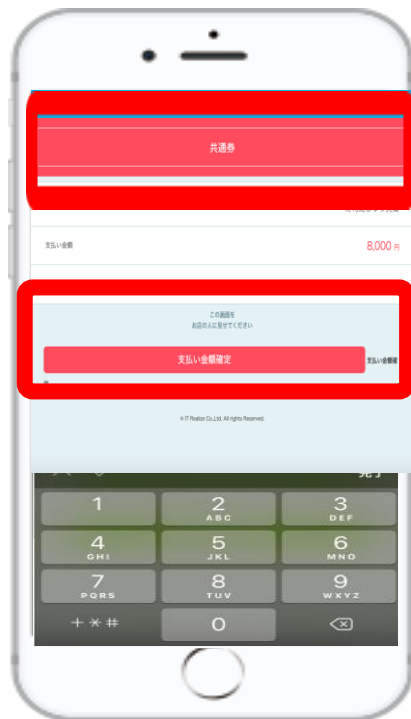 共通券
支払い金額
8,000 円
この画面を
お店の人に見せてください
支払い金額確定
支払い金額確
© IT Realize Co.,Ltd. All rights Reserved.
完了
1
2
ABC
3
DEF
4
GHI
5
JKL
6
MNO
7
PQRS
8
TUV
9
WXYZ
+*#
0